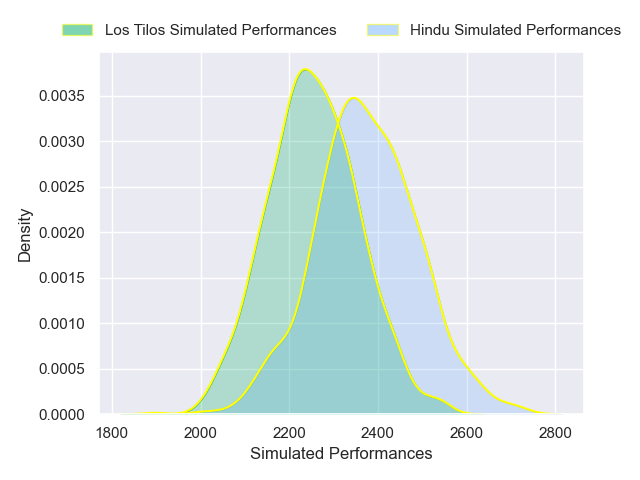 Los Tilos Simulated Performances Hindu Simulated Performances
0.0035
0.0030
0.0025
0.0020
0.0015
0.0010
0.0005
0.0000
Density
1800 2000 2200 2400 2600 2800
Simulated Performances